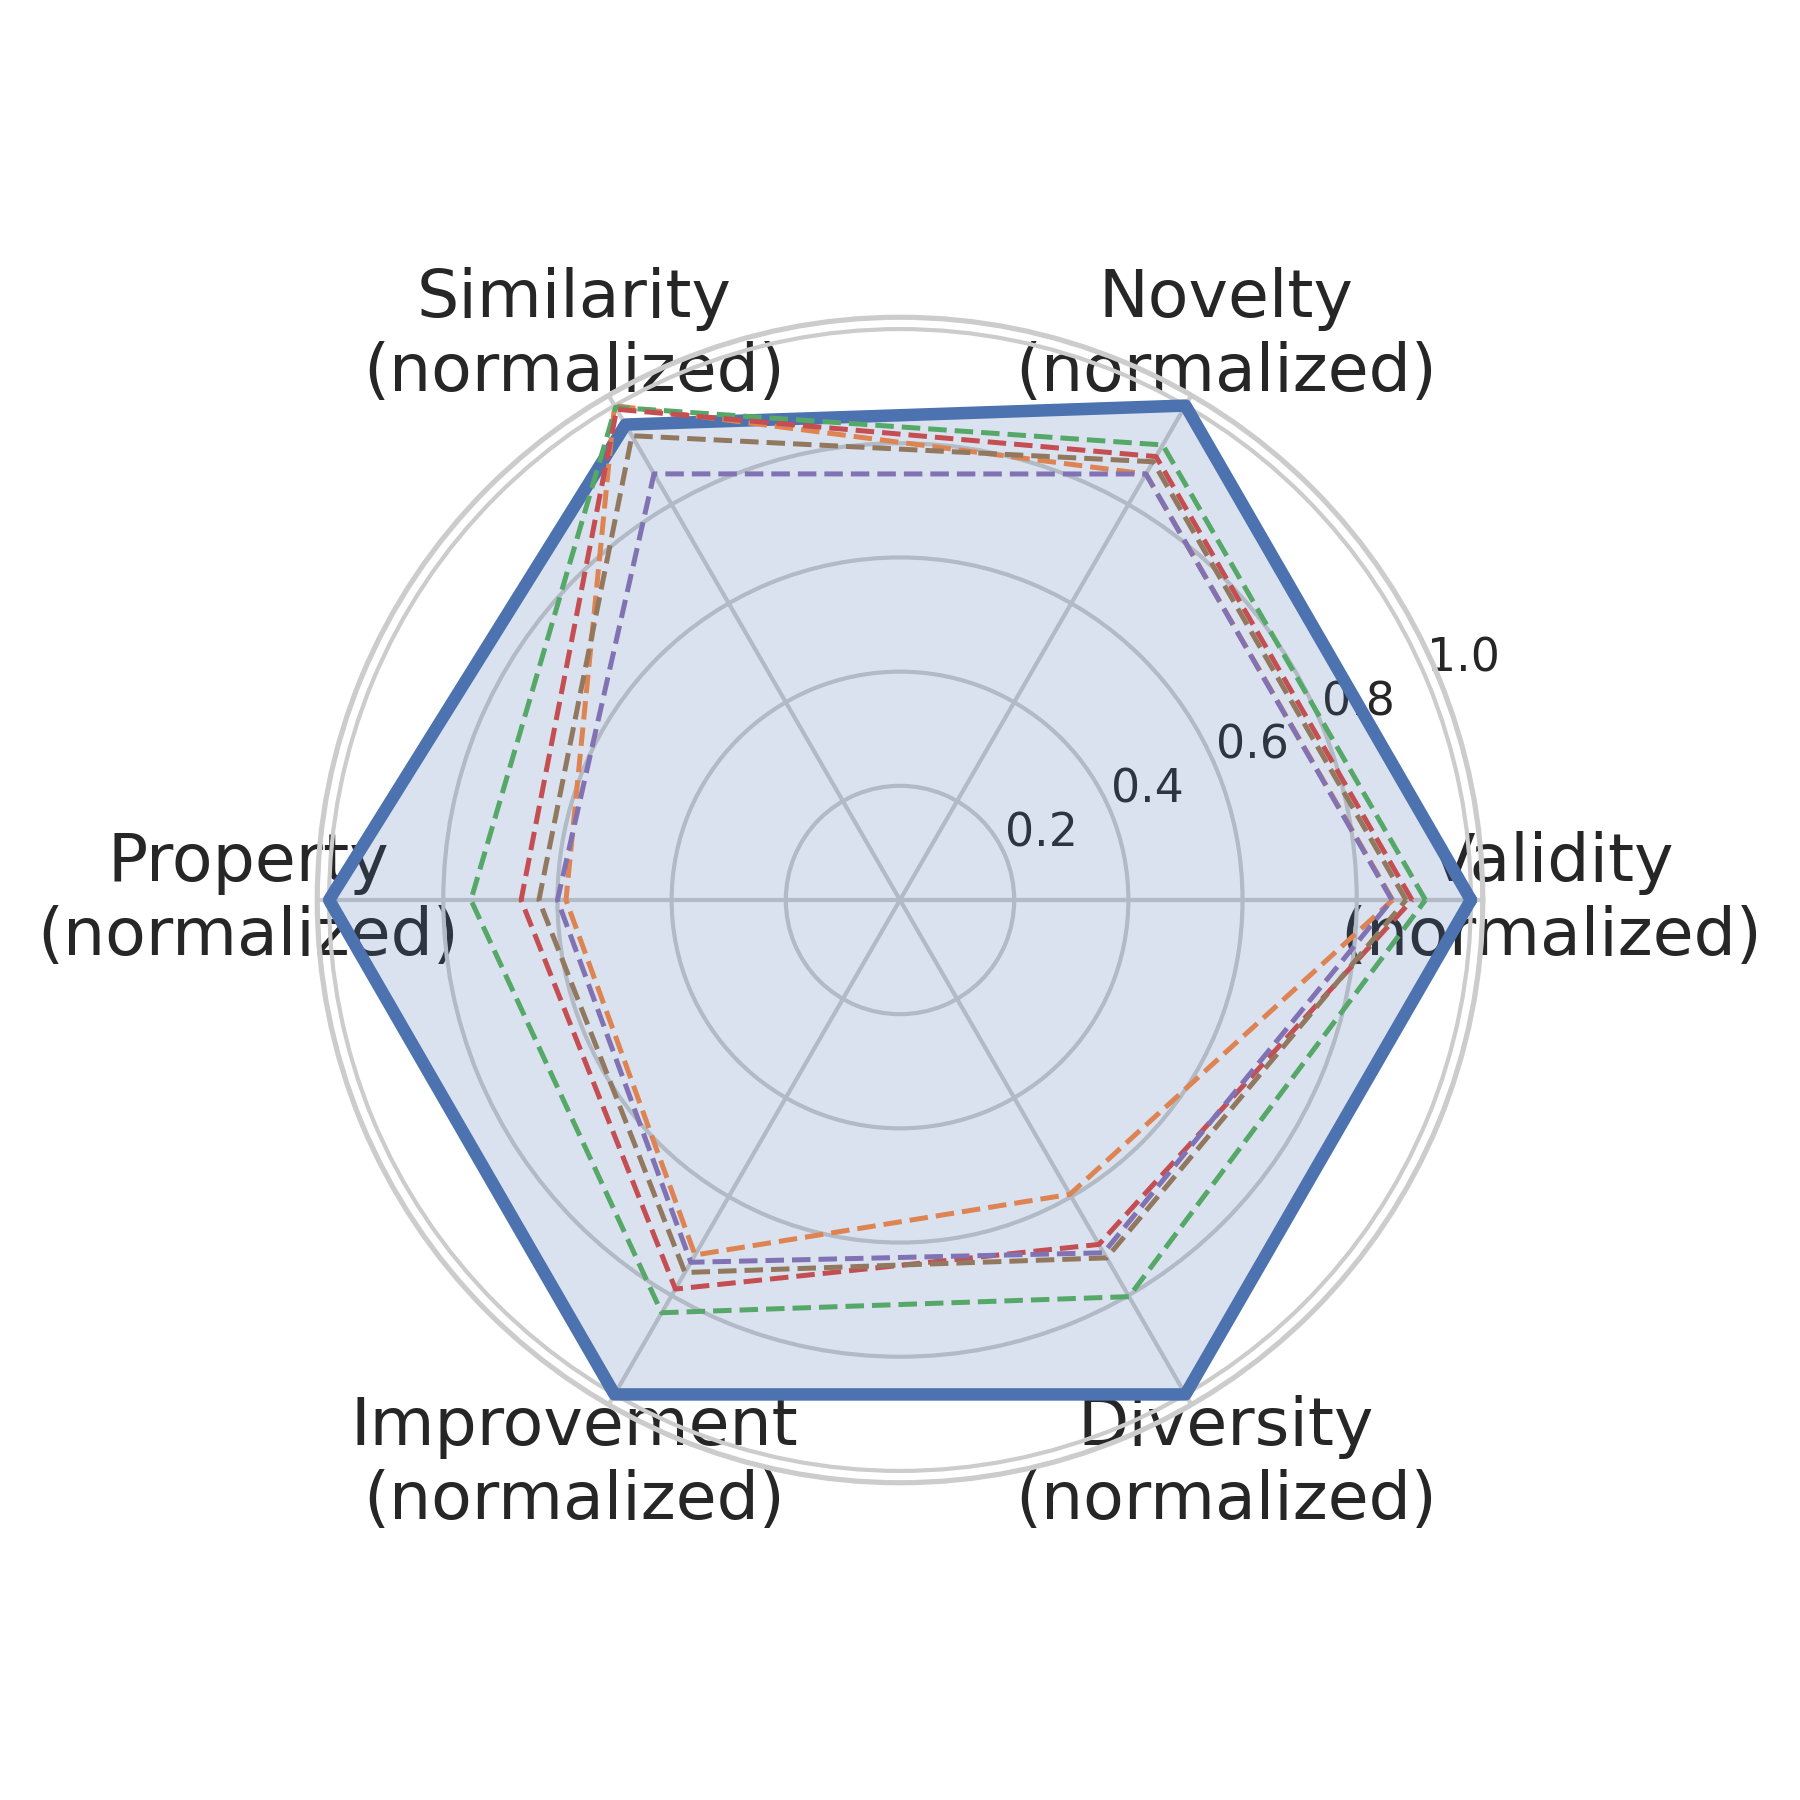 Similarity
(normalized)
Novelty
(normalized)
1.0
0.8
0.6
0.4
0.2
Property
(normalized)
Validity
(normalized)
Improvement
(normalized)
Diversity
(normalized)